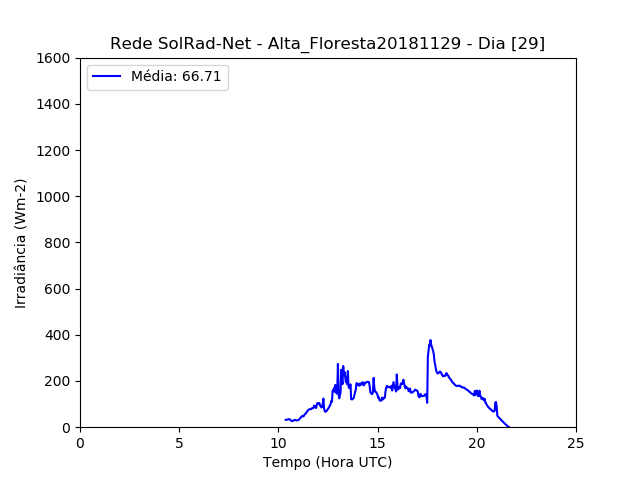 Rede SolRad-Net - Alta_Floresta20181129 - Dia [29]
Média: 66.71
Irradiância (Wm-2)
1600
1400
1200
1000
800
600
400
200
0
0 5 10 15 20 25
Tempo (Hora UTC)